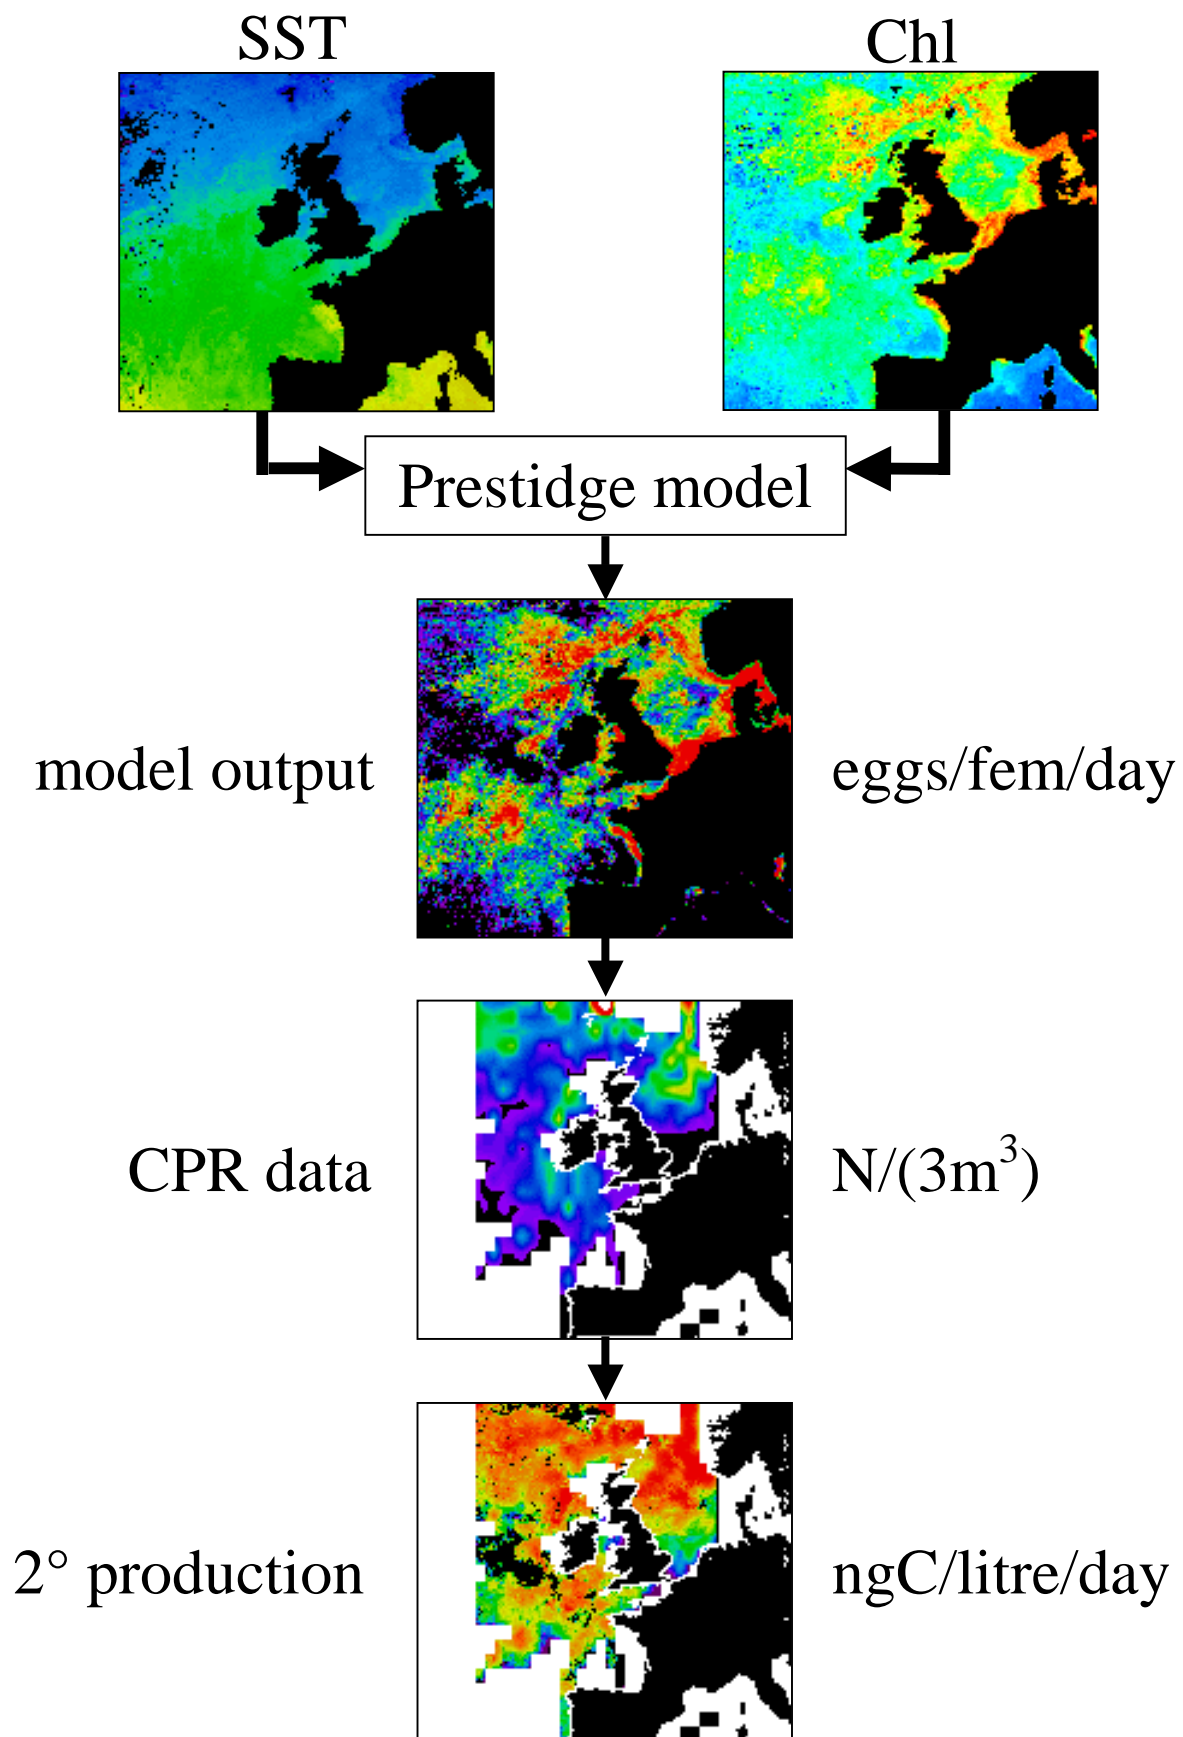 SST
Chl
Prestidge model
model output
eggs/fem/day
CPR data
N/(3m³)
2° production
ngC/litre/day